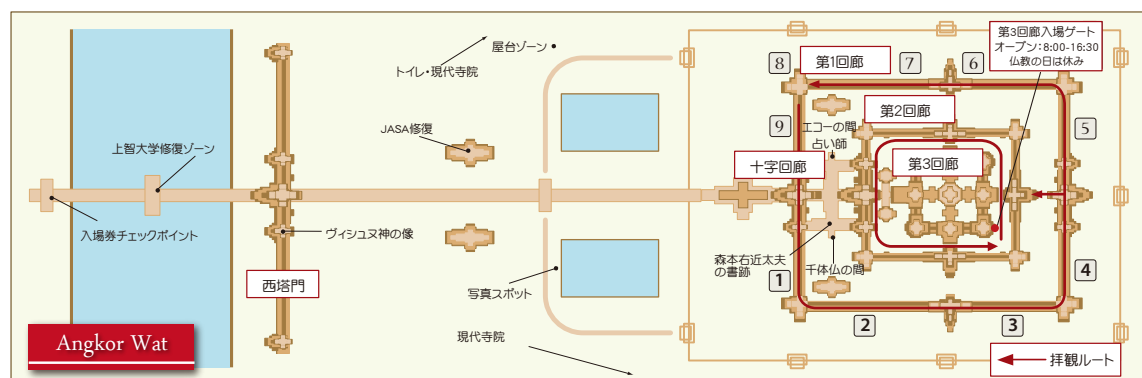 屋台ゾーン
トイレ・現代寺院
JASA修復
上智大学修復ゾーン
入場券チェックポイント
ヴィシュヌ神の像
西塔門
写真スポット
現代寺院
Angkor Wat
第3回廊入場ゲート
オープン：8:00-16:30
仏教の日は休み
8
第1回廊
7
6
第2回廊
9
エコーの間
占い師
5
十字回廊
第3回廊
森本右近太夫
の書跡
千体仏の間
1
4
2
3
拝観ルート